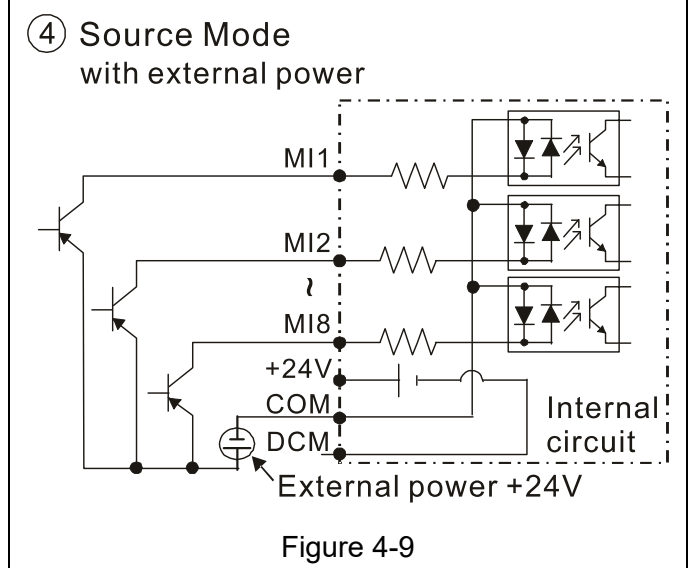 ④ Source Mode
with external power
MI1
MI2
~
MI8
+24V
COM
DCM
Internal
circuit
External power +24V
Figure 4-9